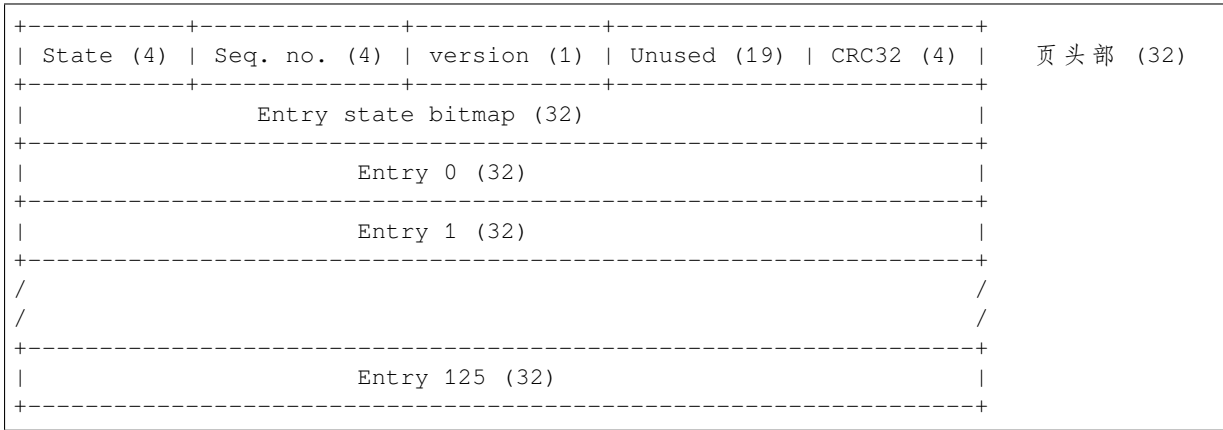 +-----------+--------------+-------------+-------------------------+
| State (4) | Seq. no. (4) | version (1) | Unused (19) | CRC32 (4) | 页头部 (32)
+-----------+--------------+-------------+-------------------------+
| Entry state bitmap (32) |
+------------------------------------------------------------------+
| Entry 0 (32) |
+------------------------------------------------------------------+
| Entry 1 (32) |
+------------------------------------------------------------------+
/ /
/ /
+------------------------------------------------------------------+
| Entry 125 (32) |
+------------------------------------------------------------------+